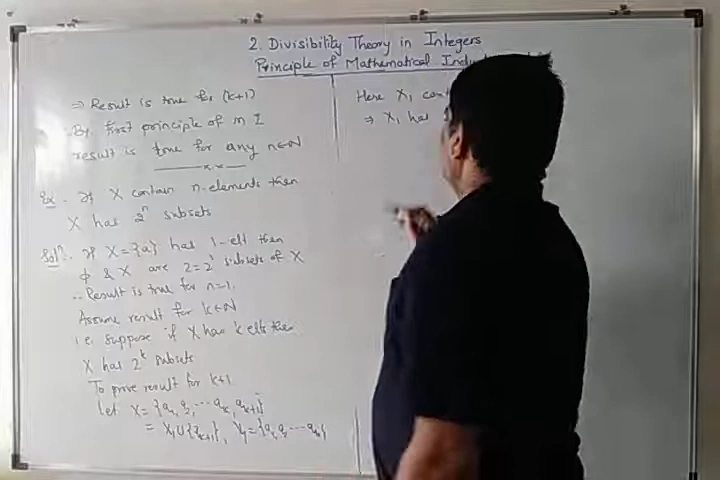 2. Divisibility Theory in Integers
Principle of Mathematical
⇒ Result is true for (k+1)
∴ By first principle of m I
result is true for any n∈N
Ex. If X contain n-elements then
X has 2ⁿ subsets
Solⁿ:- If X={a} has 1-elt then
ϕ & X are 2=2¹ subsets of X
∴ Result is true for n=1.
Assume result for k∈N
i.e. suppose if X has k elts then
X has 2ᵏ subsets
To prove result for k+1
Let X = {a₁, a₂, ... aₖ, aₖ₊₁}
= X₁∪{aₖ₊₁}, X₁={a₁, a₂ ... aₖ}
Here X₁
⇒ X₁ has